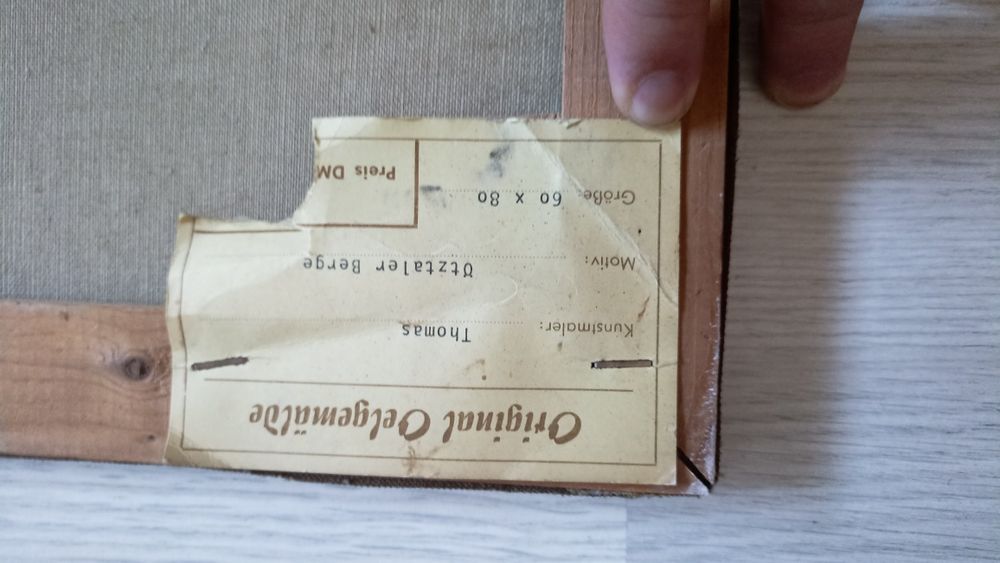 Original Oelgemälde
Kunstmaler: Thomas
Motiv: Ötztaler Berge
Größe: 60 x 80
Preis DM